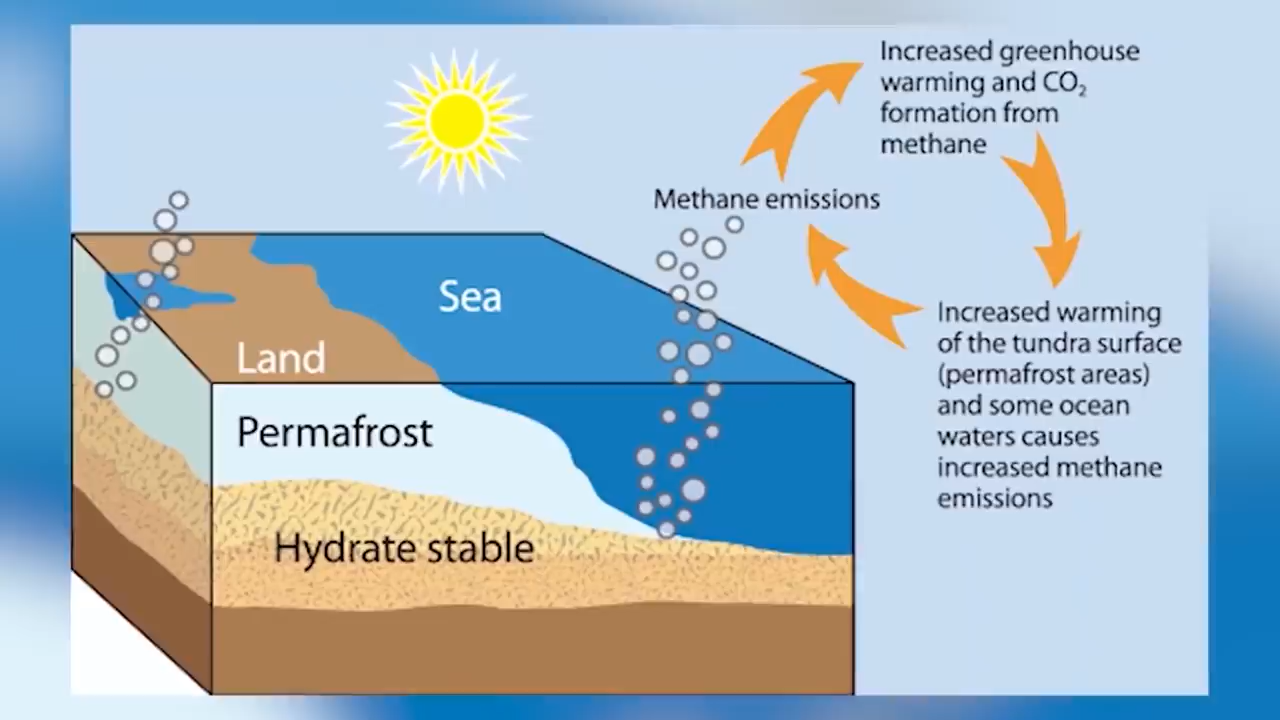 Increased greenhouse
warming and CO₂
formation from
methane
Methane emissions
Sea
Increased warming
of the tundra surface
(permafrost areas)
and some ocean
waters causes
increased methane
emissions
Land
Permafrost
Hydrate stable